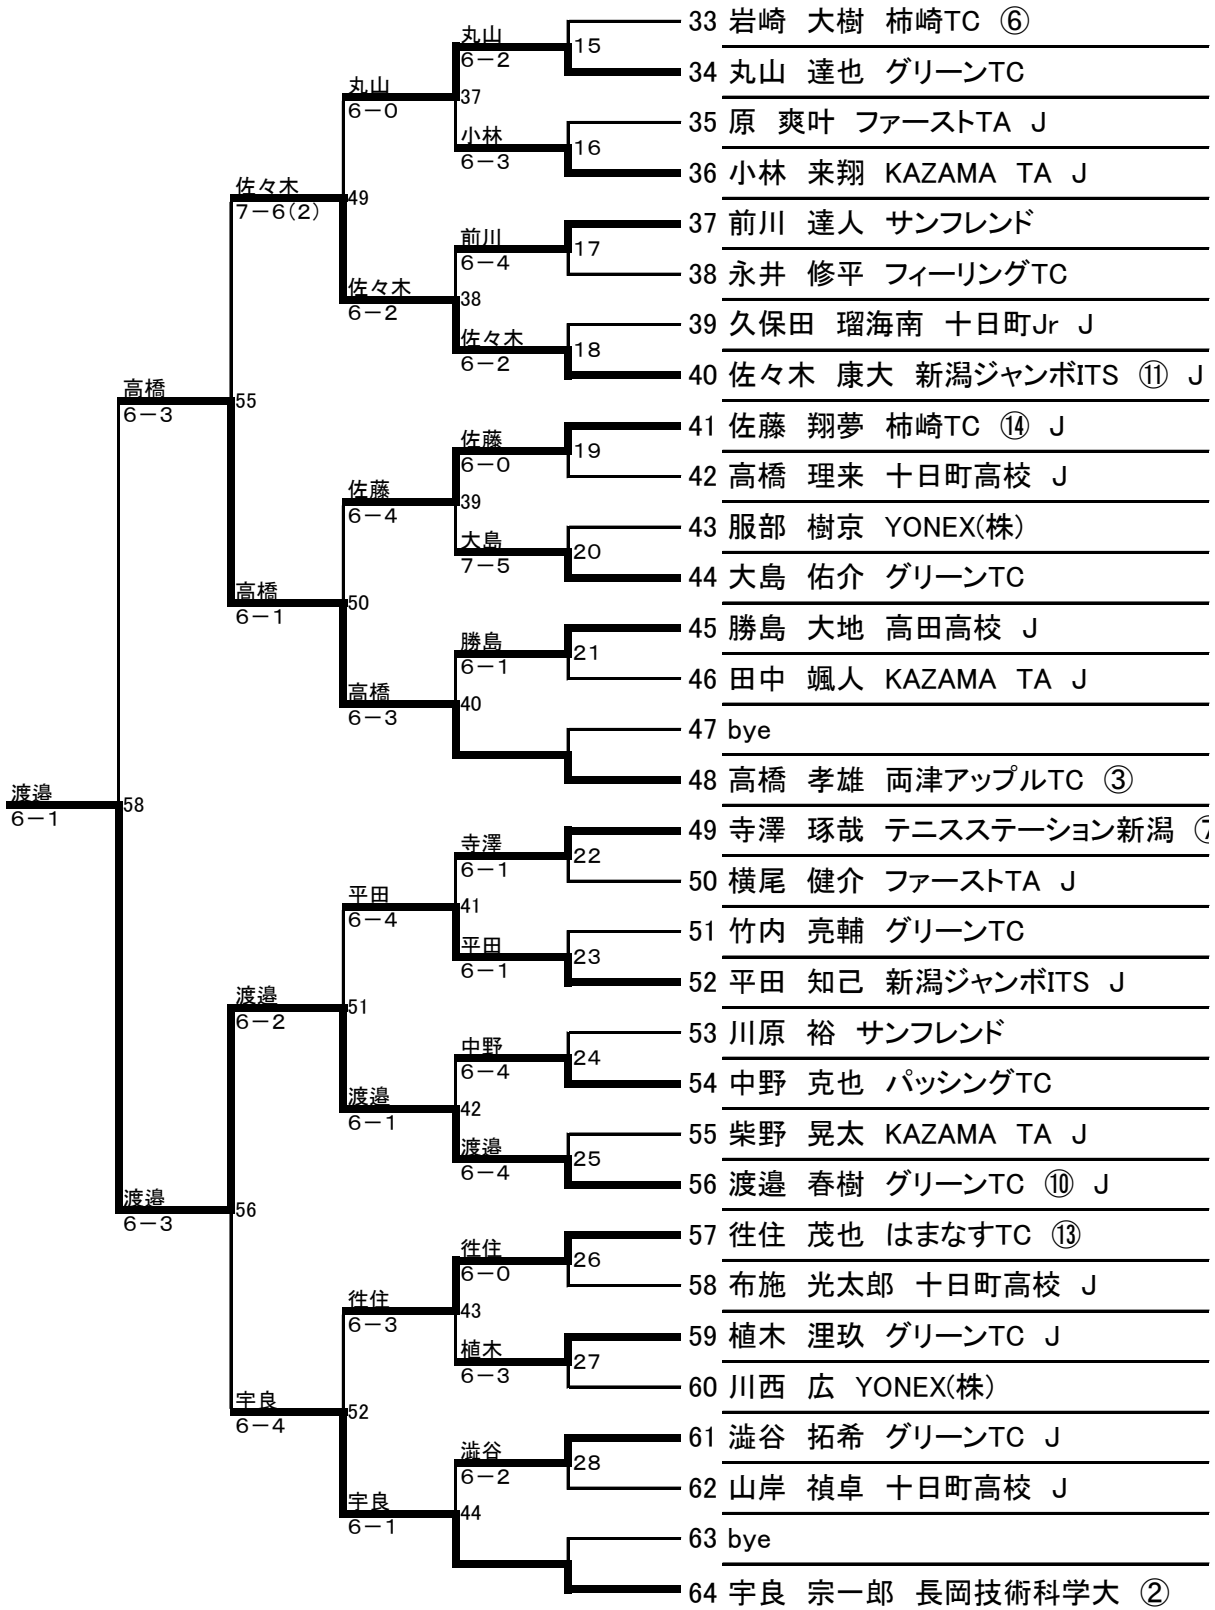 33 岩崎 大樹 柿崎TC ⑥
34 丸山 達也 グリーンTC
35 原 爽叶 ファーストTA J
36 小林 来翔 KAZAMA TA J
37 前川 達人 サンフレンド
38 永井 修平 フィーリングTC
39 久保田 瑠海南 十日町Jr J
40 佐々木 康大 新潟ジャンボITS ⑪ J
41 佐藤 翔夢 柿崎TC ⑭ J
42 高橋 理来 十日町高校 J
43 服部 樹京 YONEX(株)
44 大島 佑介 グリーンTC
45 勝島 大地 高田高校 J
46 田中 颯人 KAZAMA TA J
47 bye
48 高橋 孝雄 両津アップルTC ③
49 寺澤 琢哉 テニスステーション新潟 ⑦
50 横尾 健介 ファーストTA J
51 竹内 亮輔 グリーンTC
52 平田 知己 新潟ジャンボITS J
53 川原 裕 サンフレンド
54 中野 克也 パッシングTC
55 柴野 晃太 KAZAMA TA J
56 渡邉 春樹 グリーンTC ⑩ J
57 徃住 茂也 はまなすTC ⑬
58 布施 光太郎 十日町高校 J
59 植木 浬玖 グリーンTC J
60 川西 広 YONEX(株)
61 澁谷 拓希 グリーンTC J
62 山岸 禎卓 十日町高校 J
63 bye
64 宇良 宗一郎 長岡技術科学大 ②
丸山
6-2
15
小林
6-3
16
前川
6-4
17
佐々木
6-2
18
佐藤
6-0
19
大島
7-5
20
勝島
6-1
21
寺澤
6-1
22
平田
6-1
23
中野
6-4
24
渡邉
6-4
25
徃住
6-0
26
植木
6-3
27
澁谷
6-2
28
丸山
6-0
37
佐々木
6-2
38
佐藤
6-4
39
高橋
6-3
40
平田
6-4
41
渡邉
6-1
42
徃住
6-3
43
宇良
6-1
44
佐々木
7-6(2)
49
高橋
6-1
50
渡邉
6-2
51
宇良
6-4
52
高橋
6-3
55
渡邉
6-3
56
渡邉
6-1
58